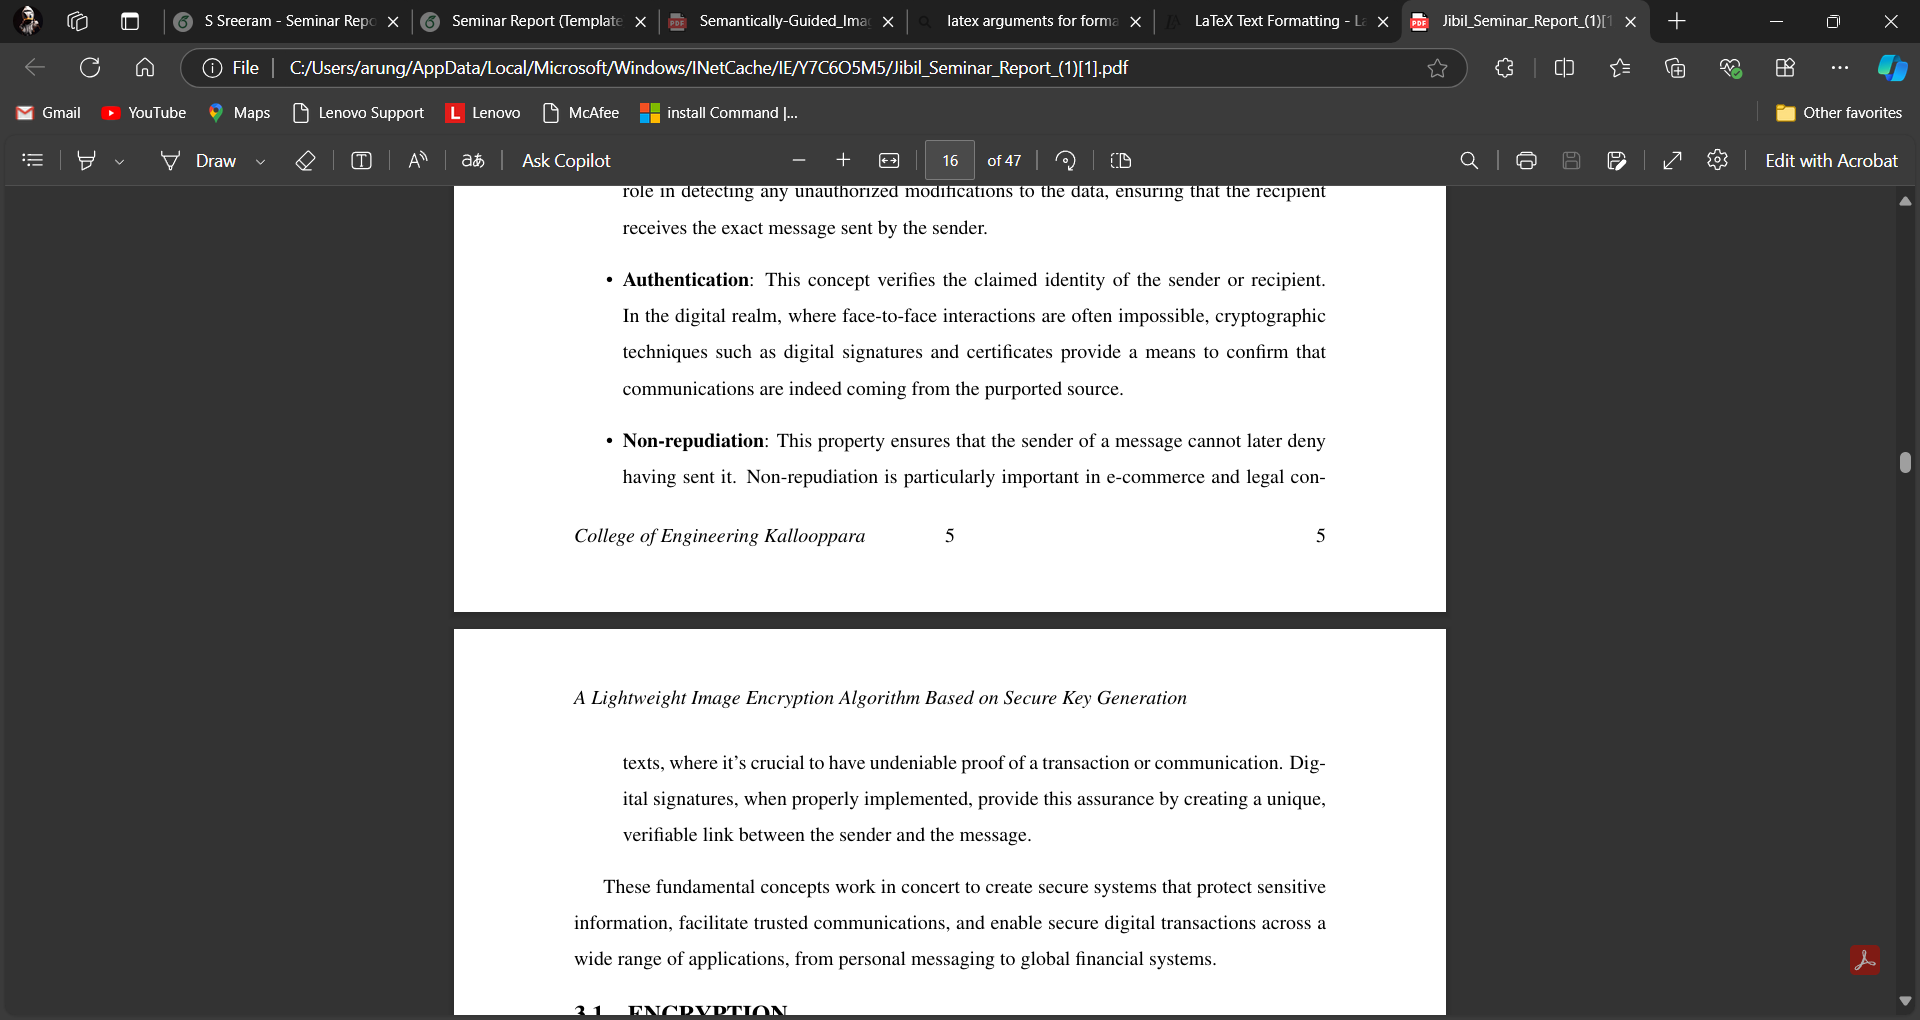 S Sreeram - Seminar Repo
Seminar Report (Template
Semantically-Guided_Ima
latex arguments for forma
LaTeX Text Formatting - L
Jibil_Seminar_Report_(1)[1
File
C:/Users/arung/AppData/Local/Microsoft/Windows/INetCache/IE/Y7C6O5M5/Jibil_Seminar_Report_(1)[1].pdf
Gmail
YouTube
Maps
Lenovo Support
L Lenovo
McAfee
install Command |...
Other favorites
Draw
Ask Copilot
16 of 47
Edit with Acrobat
role in detecting any unauthorized modifications to the data, ensuring that the recipient
receives the exact message sent by the sender.
• Authentication: This concept verifies the claimed identity of the sender or recipient.
In the digital realm, where face-to-face interactions are often impossible, cryptographic
techniques such as digital signatures and certificates provide a means to confirm that
communications are indeed coming from the purported source.
• Non-repudiation: This property ensures that the sender of a message cannot later deny
having sent it. Non-repudiation is particularly important in e-commerce and legal con-
College of Engineering Kallooppara 5 5
A Lightweight Image Encryption Algorithm Based on Secure Key Generation
texts, where it's crucial to have undeniable proof of a transaction or communication. Dig-
ital signatures, when properly implemented, provide this assurance by creating a unique,
verifiable link between the sender and the message.
These fundamental concepts work in concert to create secure systems that protect sensitive
information, facilitate trusted communications, and enable secure digital transactions across a
wide range of applications, from personal messaging to global financial systems.
3.1 ENCRYPTION